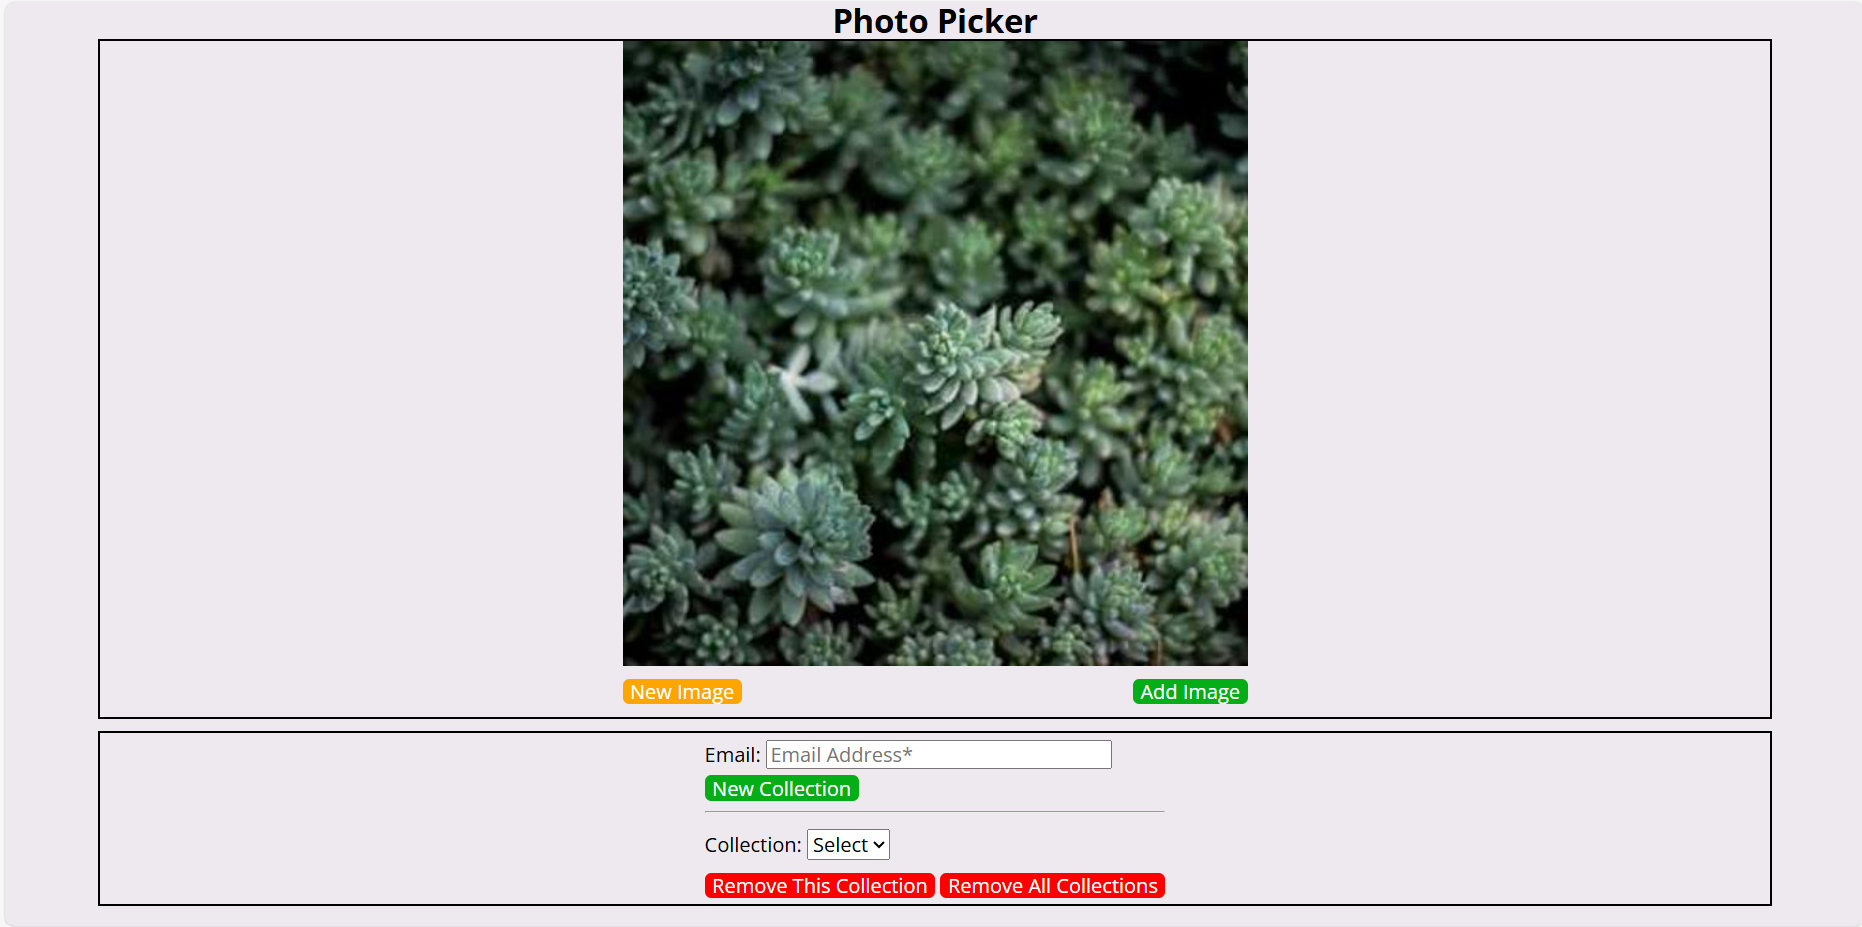 Photo Picker
New Image Add Image
Email: Email Address*
New Collection
Collection: Select
Remove This Collection Remove All Collections